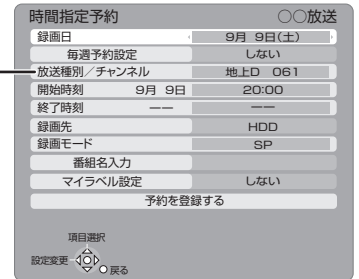 時間指定予約 〇〇放送
録画日 9月 9日(土)
毎週予約設定 しない
放送種別/チャンネル 地上D 061
開始時刻 9月 9日 20:00
終了時刻 −− −−
録画先 HDD
録画モード SP
番組名入力
マイラベル設定 しない
予約を登録する
項目選択
設定変更 戻る